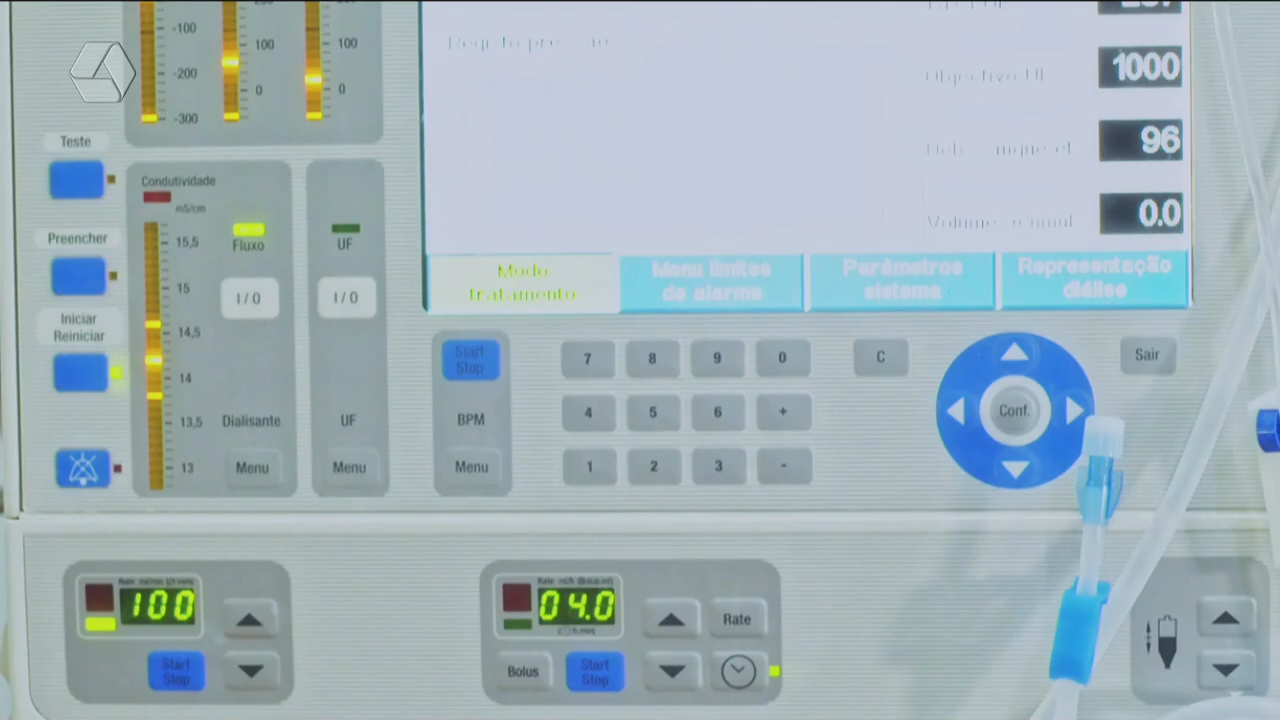 -100
-200
-300
100
0
100
0
1000
96
0.0
Teste
Preencher
Iniciar
Reiniciar
Condutividade
mS/cm
15,5
15
14,5
14
13,5
13
Fluxo
I / O
Dialisante
Menu
UF
I / O
UF
Menu
Modo
tratamento
Menu limites
de alarme
Parâmetros
sistema
Representação
diálise
Start
Stop
BPM
Menu
7 8 9 0
4 5 6 +
1 2 3 -
C
Conf.
Sair
100
Start
Stop
04.0
Rate
Bolus
Start
Stop